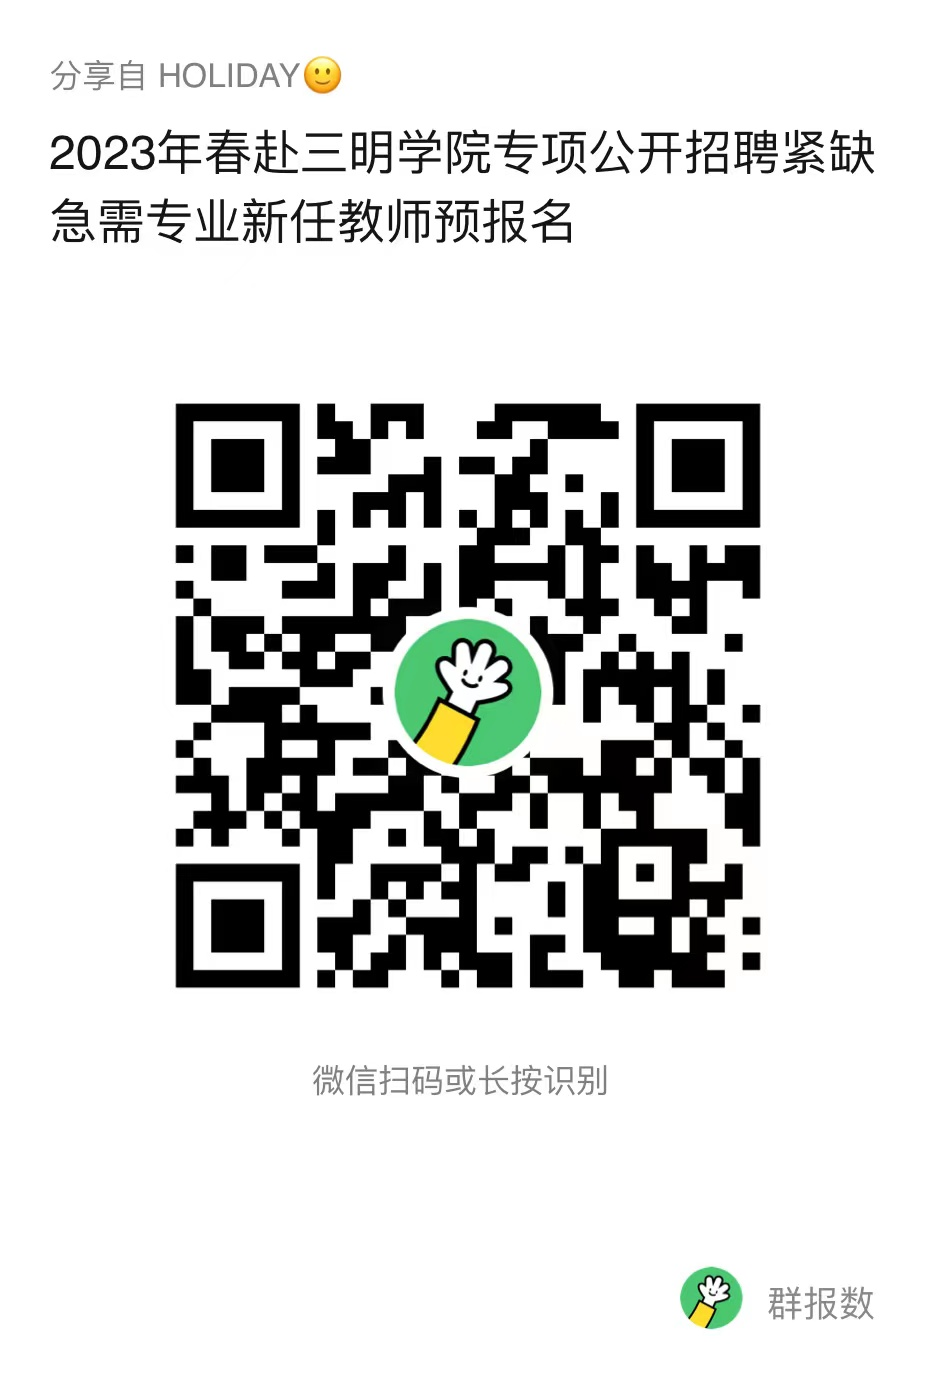 分享自 HOLIDAY🙂
2023年春赴三明学院专项公开招聘紧缺
急需专业新任教师预报名
微信扫码或长按识别
群报数